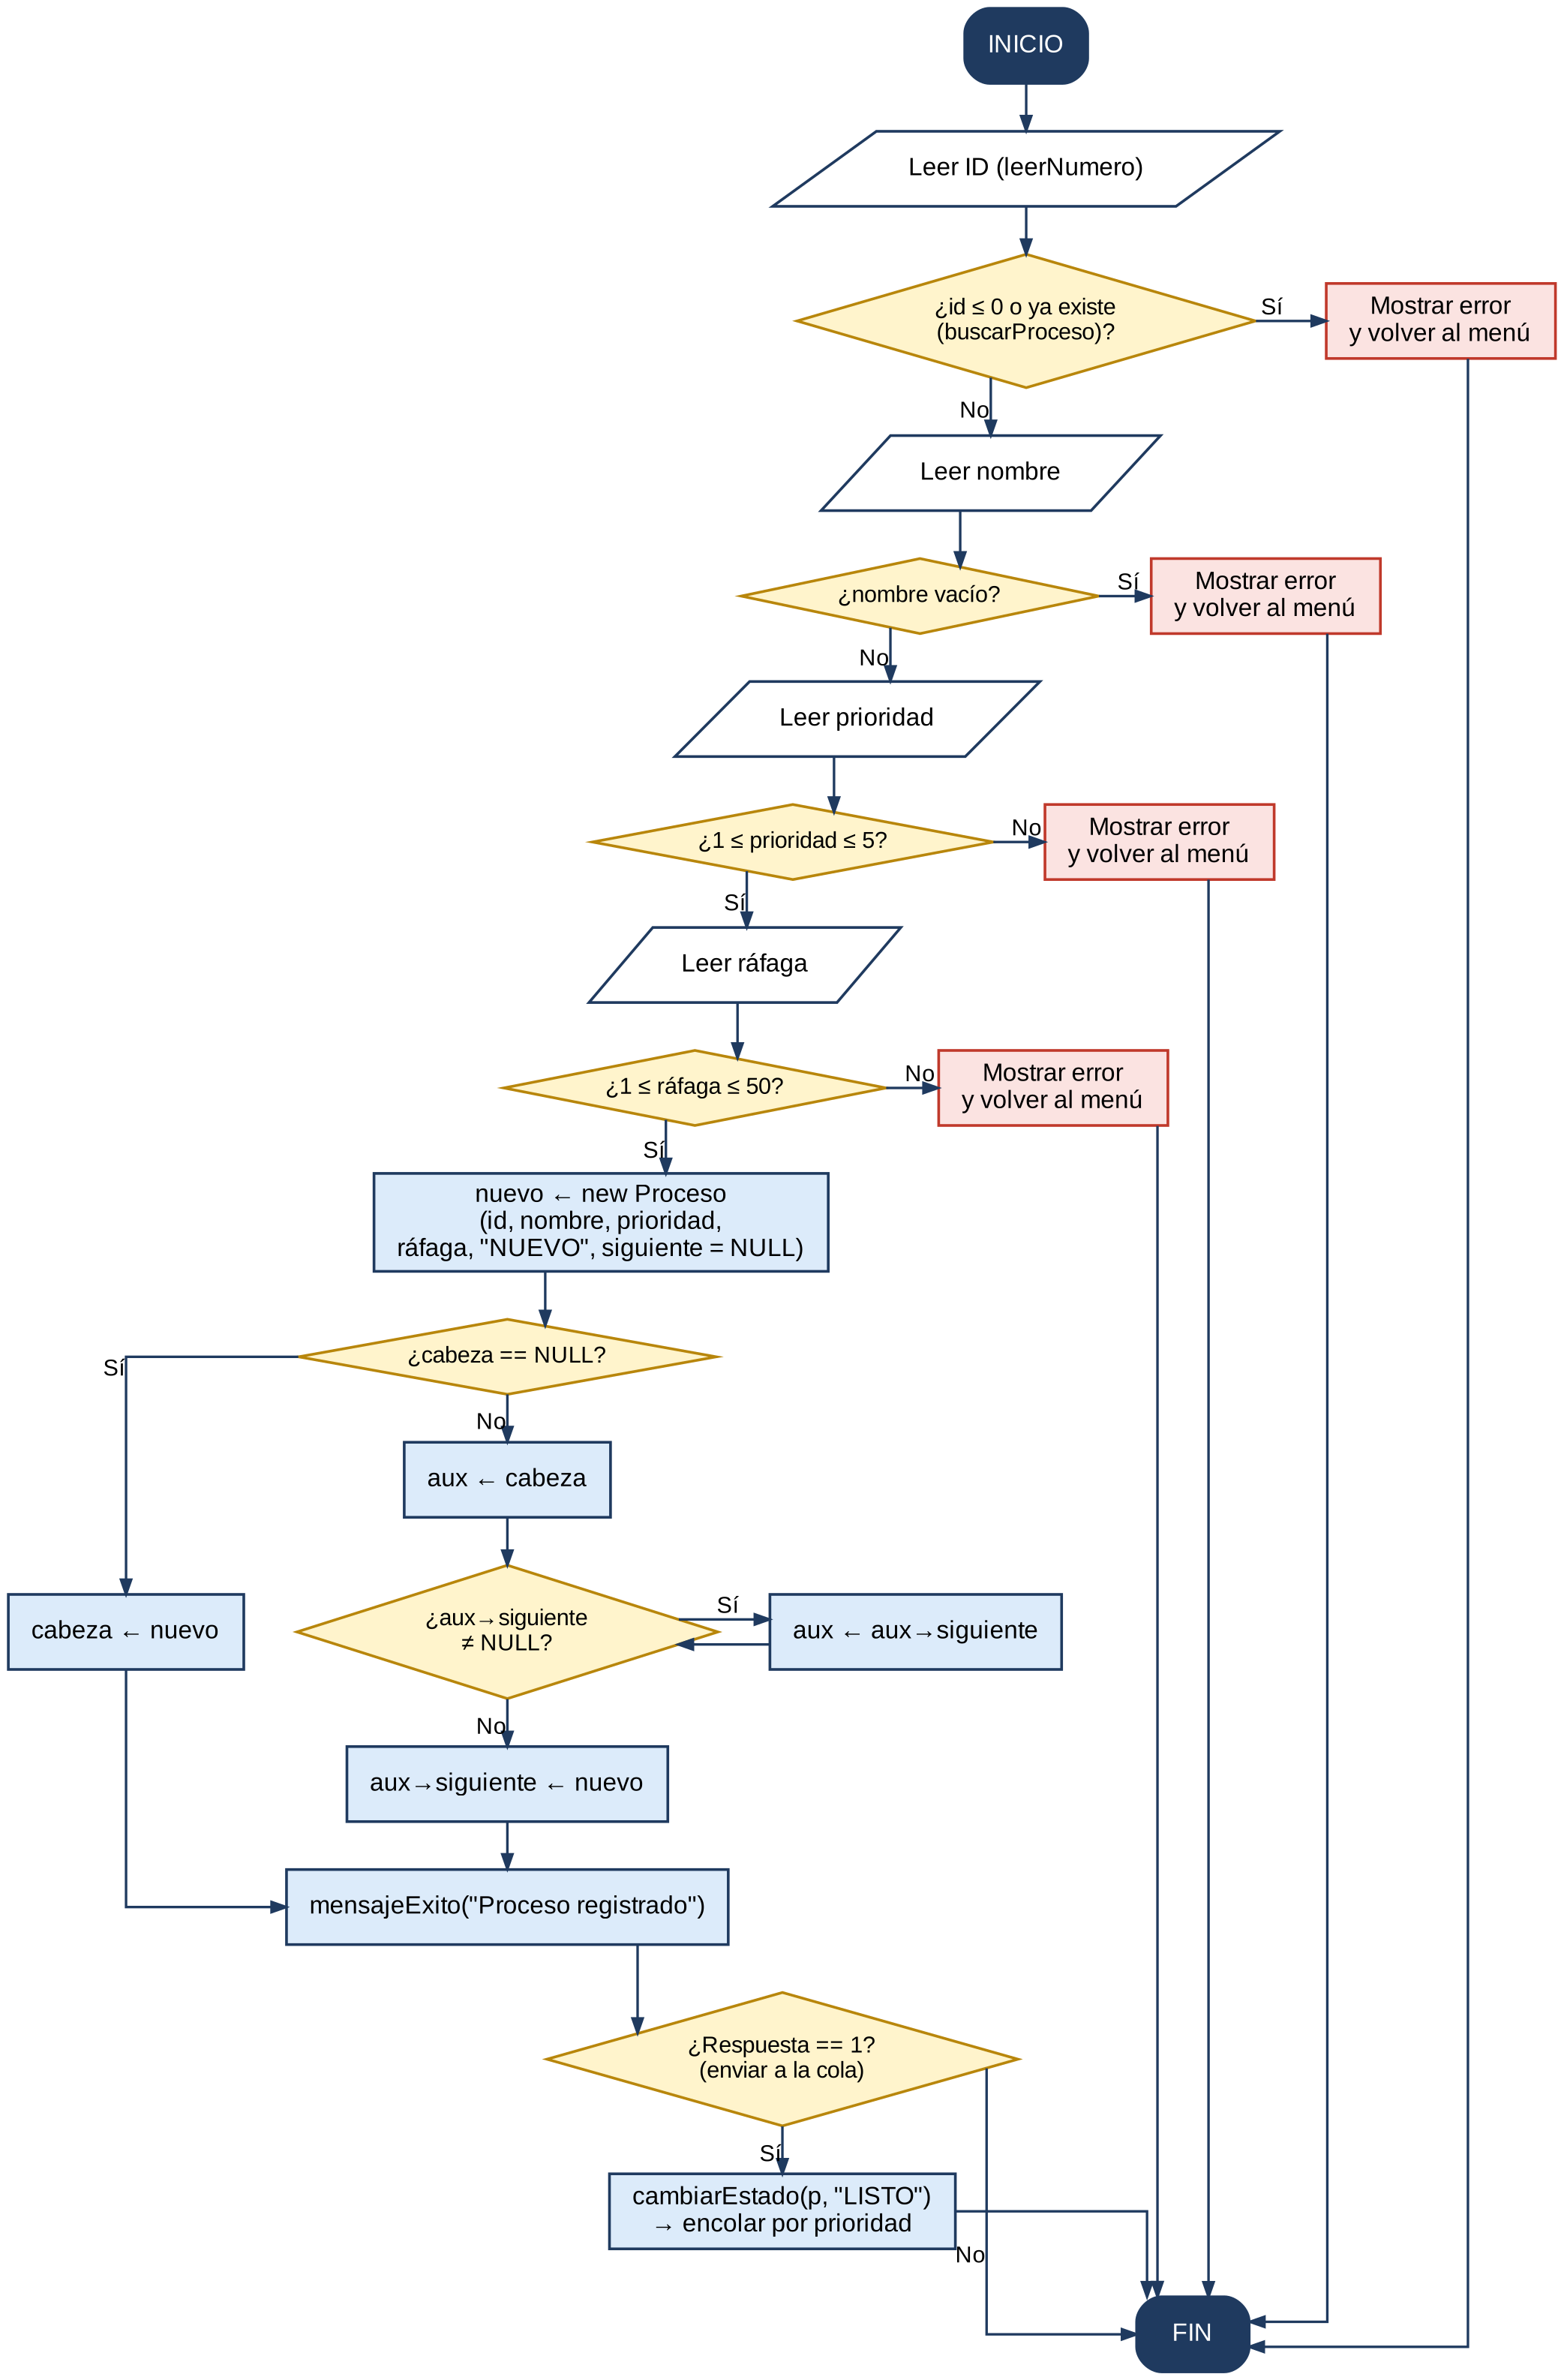 INICIO
Leer ID (leerNumero)
¿id ≤ 0 o ya existe
(buscarProceso)?
Sí
Mostrar error
y volver al menú
No
Leer nombre
¿nombre vacío?
Sí
Mostrar error
y volver al menú
No
Leer prioridad
¿1 ≤ prioridad ≤ 5?
No
Mostrar error
y volver al menú
Sí
Leer ráfaga
¿1 ≤ ráfaga ≤ 50?
No
Mostrar error
y volver al menú
Sí
nuevo ← new Proceso
(id, nombre, prioridad,
ráfaga, "NUEVO", siguiente = NULL)
¿cabeza == NULL?
Sí
No
aux ← cabeza
¿aux→siguiente
≠ NULL?
Sí
aux ← aux→siguiente
cabeza ← nuevo
No
aux→siguiente ← nuevo
mensajeExito("Proceso registrado")
¿Respuesta == 1?
(enviar a la cola)
Sí
cambiarEstado(p, "LISTO")
→ encolar por prioridad
No
FIN